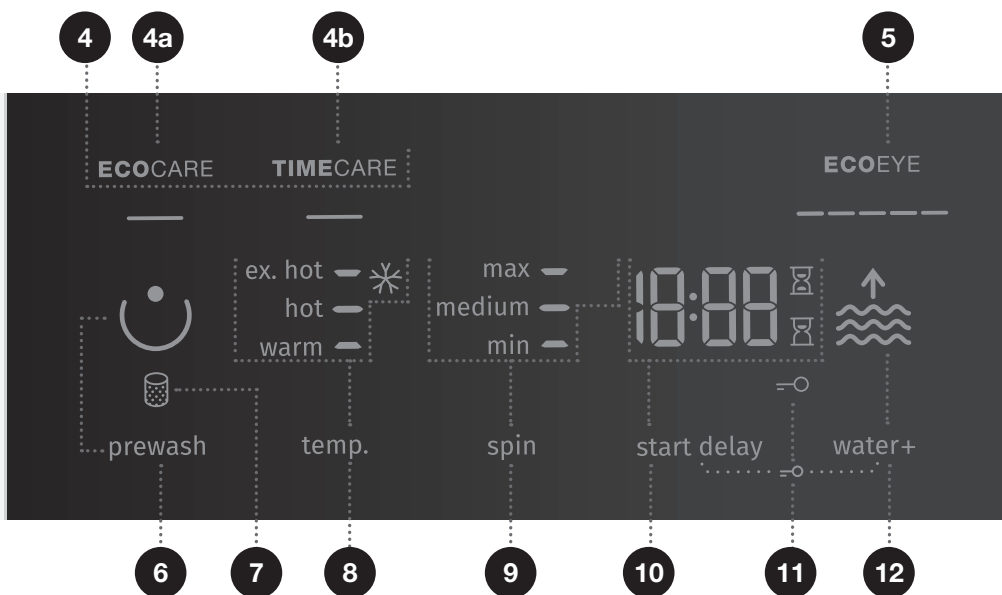 4 4a 4b 5
ECOCARE TIMECARE ECOEYE
ex. hot max 18:88
hot medium
warm min
prewash temp. spin start delay water+
6 7 8 9 10 11 12